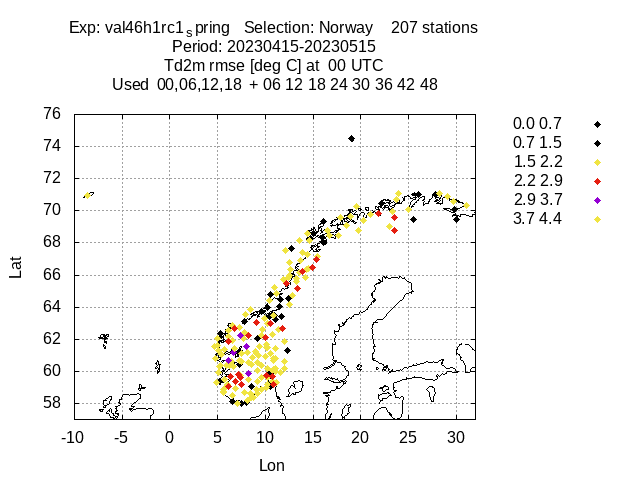 Exp: val46h1rc1spring Selection: Norway 207 stations
Period: 20230415-20230515
Td2m rmse [deg C] at 00 UTC
Used 00,06,12,18 + 06 12 18 24 30 36 42 48
76
74
72
71
70
68
66
64
62
60
58
Lat
-10 -5 0 5 10 15 20 25 30
Lon
0.0 0.7
0.7 1.5
1.5 2.2
2.2 2.9
2.9 3.7
3.7 4.4